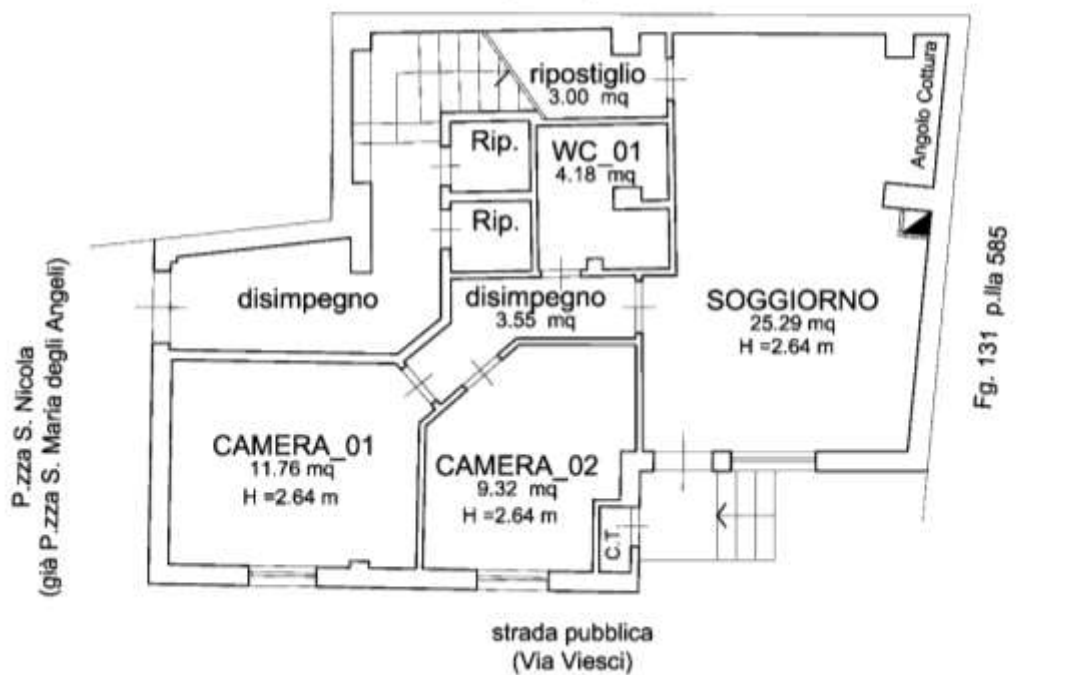 ripostiglio
3.00 mq
Angolo Cottura
Rip.
WC_01
4.18 mq
Rip.
disimpegno
disimpegno
3.55 mq
SOGGIORNO
25.29 mq
H =2.64 m
Fg. 131 p.lla 585
P.zza S. Nicola
(già P.zza S. Maria degli Angeli)
CAMERA_01
11.76 mq
H =2.64 m
CAMERA_02
9.32 mq
H =2.64 m
C.T
strada pubblica
(Via Viesci)